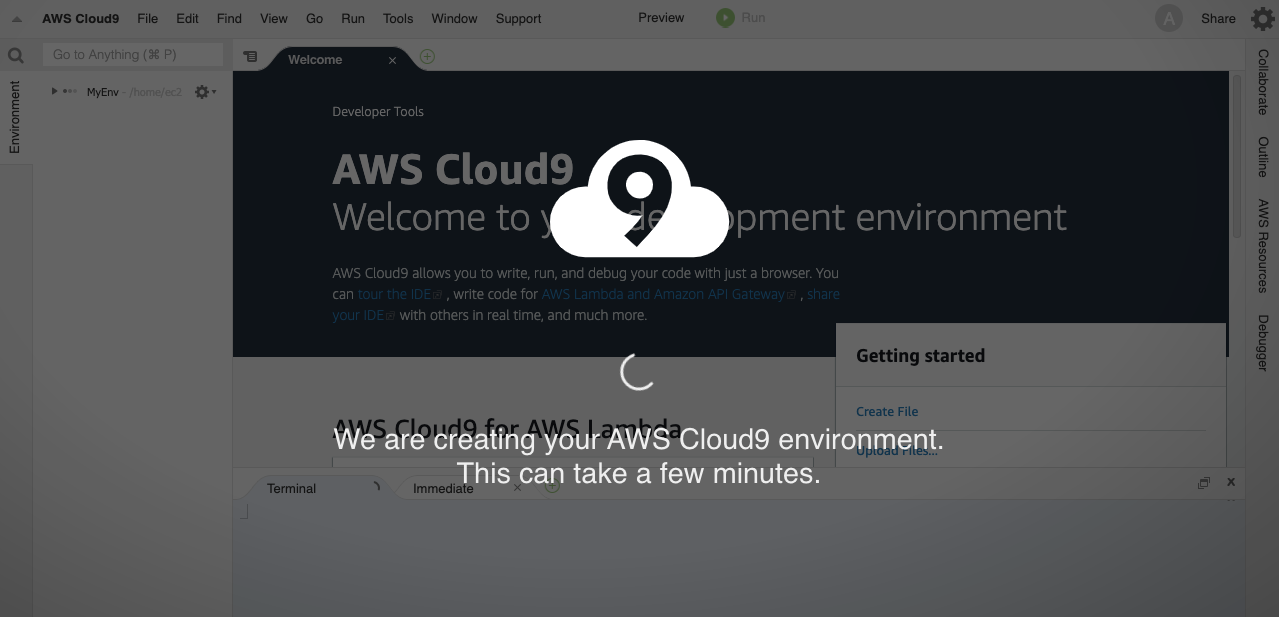 AWS Cloud9 File Edit Find View Go Run Tools Window Support Preview Run A Share
Go to Anything (⌘ P)
Welcome
Environment
MyEnv - /home/ec2
Developer Tools
AWS Cloud9
9
Welcome to your development environment
AWS Cloud9 allows you to write, run, and debug your code with just a browser. You
can tour the IDE , write code for AWS Lambda and Amazon API Gateway , share
your IDE with others in real time, and much more.
Getting started
Create File
Upload Files...
AWS Cloud9 for AWS Lambda
We are creating your AWS Cloud9 environment.
This can take a few minutes.
Terminal Immediate
Collaborate
Outline
AWS Resources
Debugger